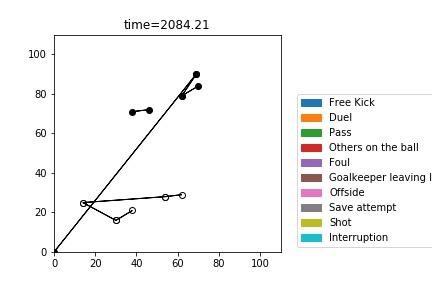 time=2084.21
100
80
60
40
20
0
0 20 40 60 80 100
Free Kick
Duel
Pass
Others on the ball
Foul
Goalkeeper leaving l
Offside
Save attempt
Shot
Interruption